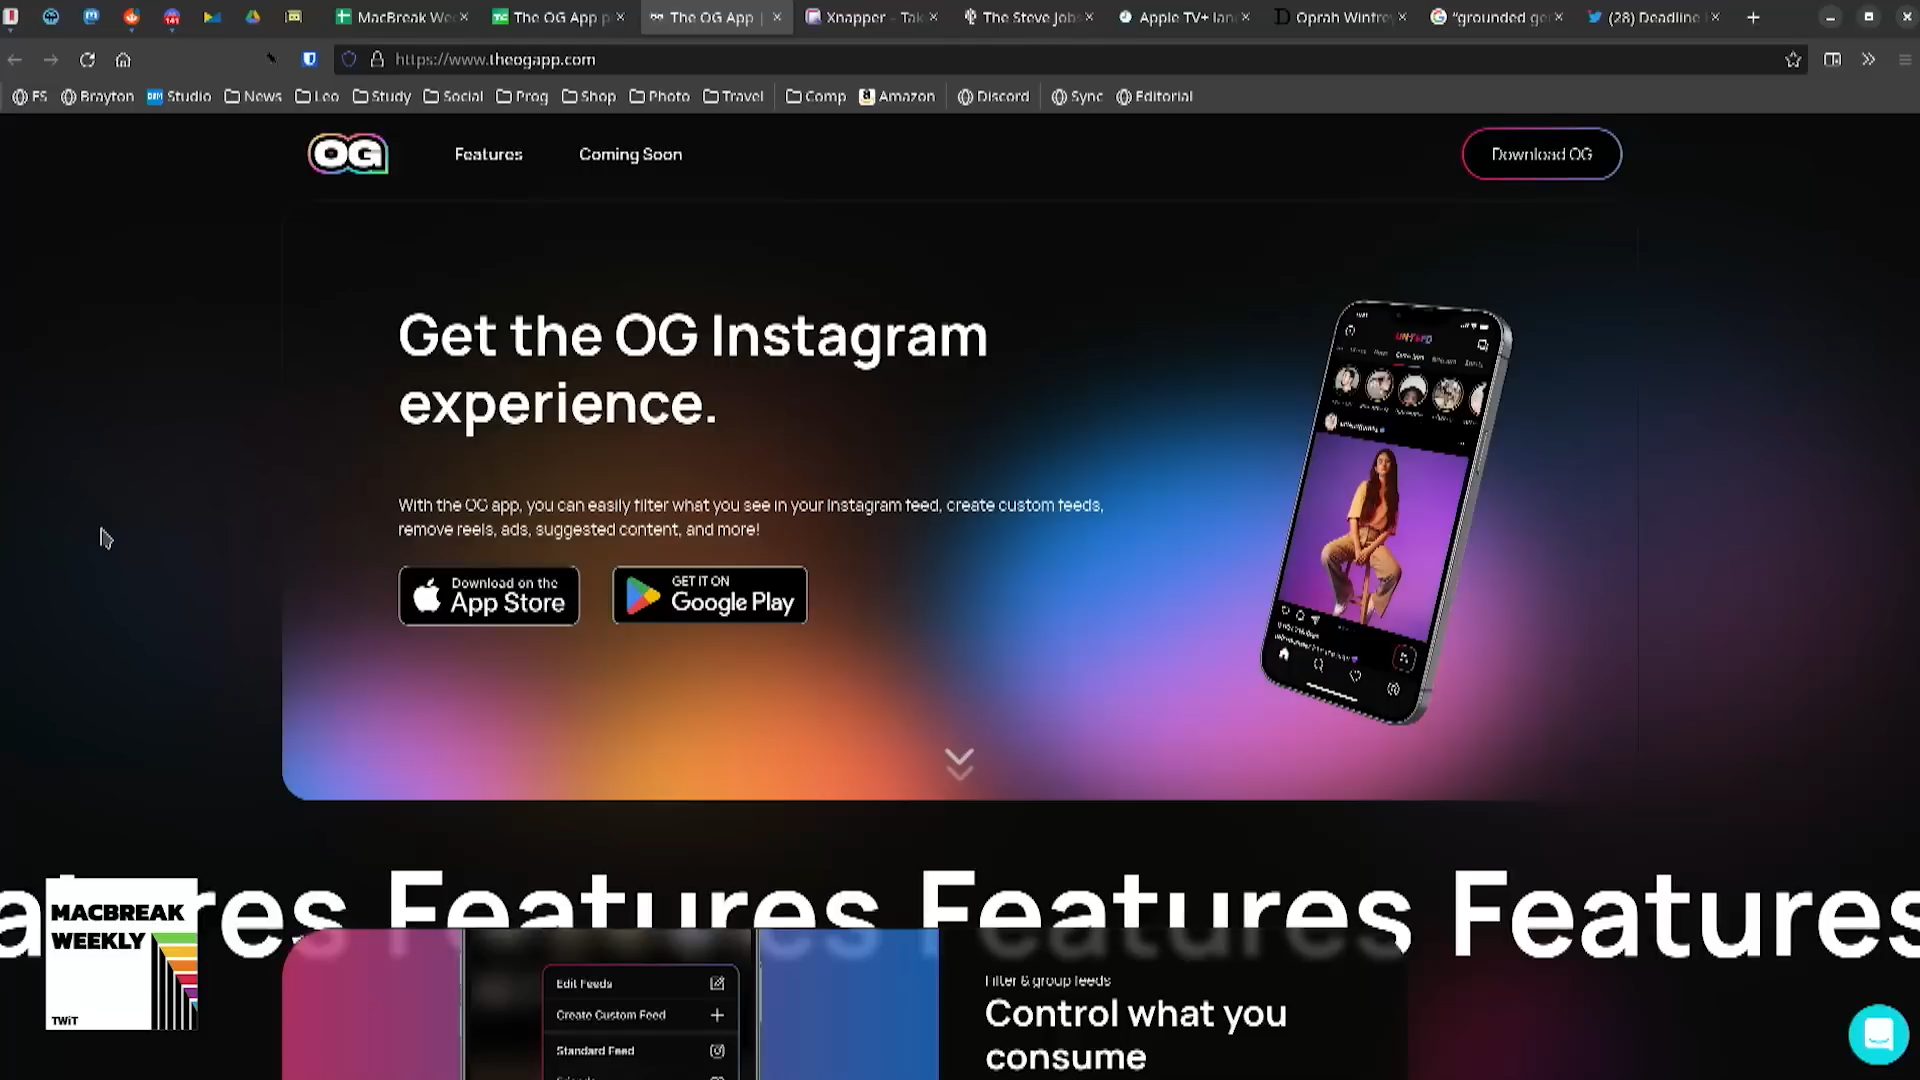 141
MacBreak We
The OG App p
The OG App |
Xnapper - Tak
The Steve Job
Apple TV+ lan
Oprah Winfre
"grounded ge
(28) Deadline
https://www.theogapp.com
FS
Brayton
Studio
News
Leo
Study
Social
Prog
Shop
Photo
Travel
Comp
Amazon
Discord
Sync
Editorial
OG
Features
Coming Soon
Download OG
Get the OG Instagram
experience.
With the OG app, you can easily filter what you see in your Instagram feed, create custom feeds,
remove reels, ads, suggested content, and more!
Download on the
App Store
GET IT ON
Google Play
res Features Features Features
MACBREAK
WEEKLY
TWiT
Edit Feeds
Create Custom Feed
Standard Feed
Filter & group feeds
Control what you
consume